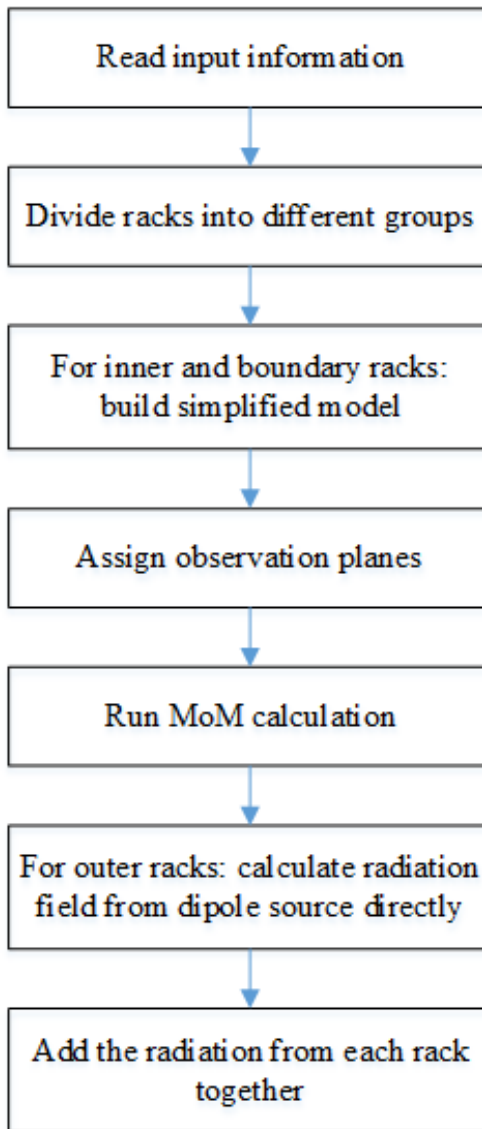 Read input information
Divide racks into different groups
For inner and boundary racks:
build simplified model
Assign observation planes
Run MoM calculation
For outer racks: calculate radiation
field from dipole source directly
Add the radiation from each rack
together